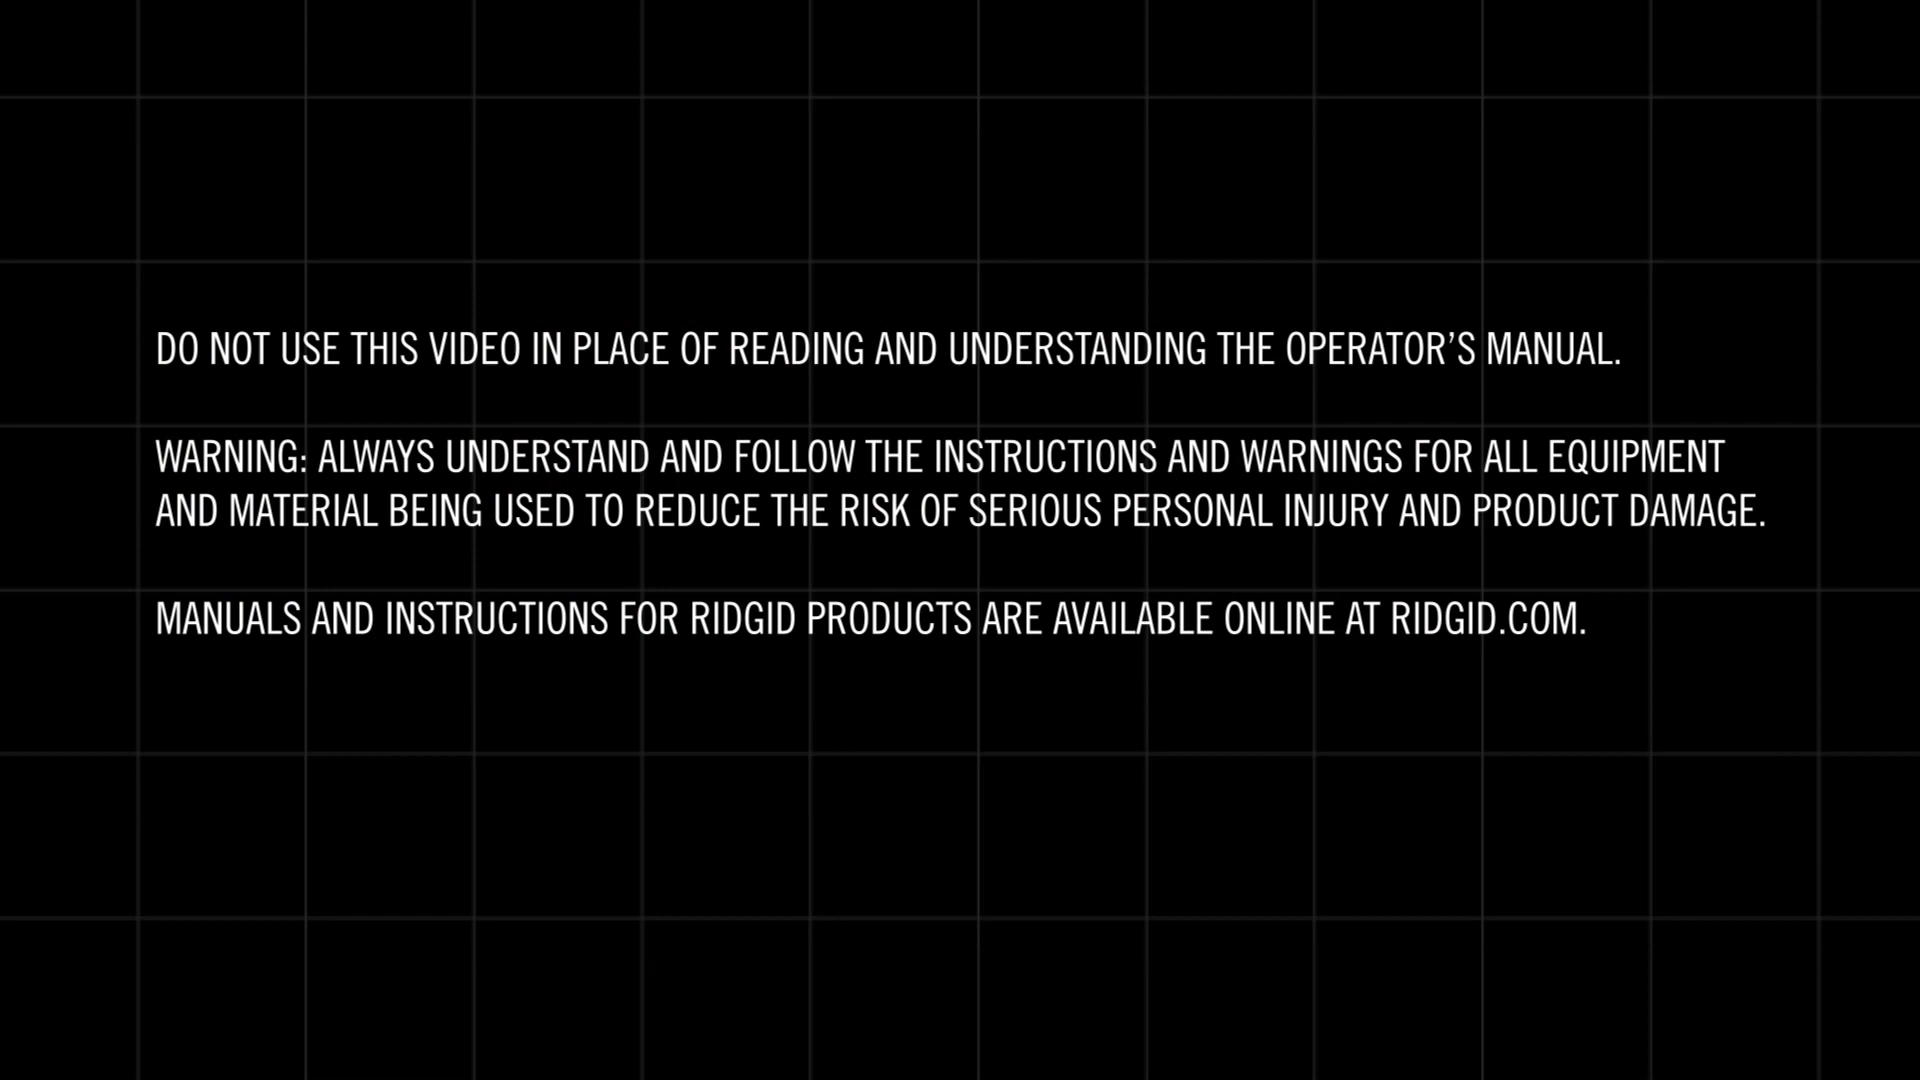 DO NOT USE THIS VIDEO IN PLACE OF READING AND UNDERSTANDING THE OPERATOR’S MANUAL.
WARNING: ALWAYS UNDERSTAND AND FOLLOW THE INSTRUCTIONS AND WARNINGS FOR ALL EQUIPMENT
AND MATERIAL BEING USED TO REDUCE THE RISK OF SERIOUS PERSONAL INJURY AND PRODUCT DAMAGE.
MANUALS AND INSTRUCTIONS FOR RIDGID PRODUCTS ARE AVAILABLE ONLINE AT RIDGID.COM.